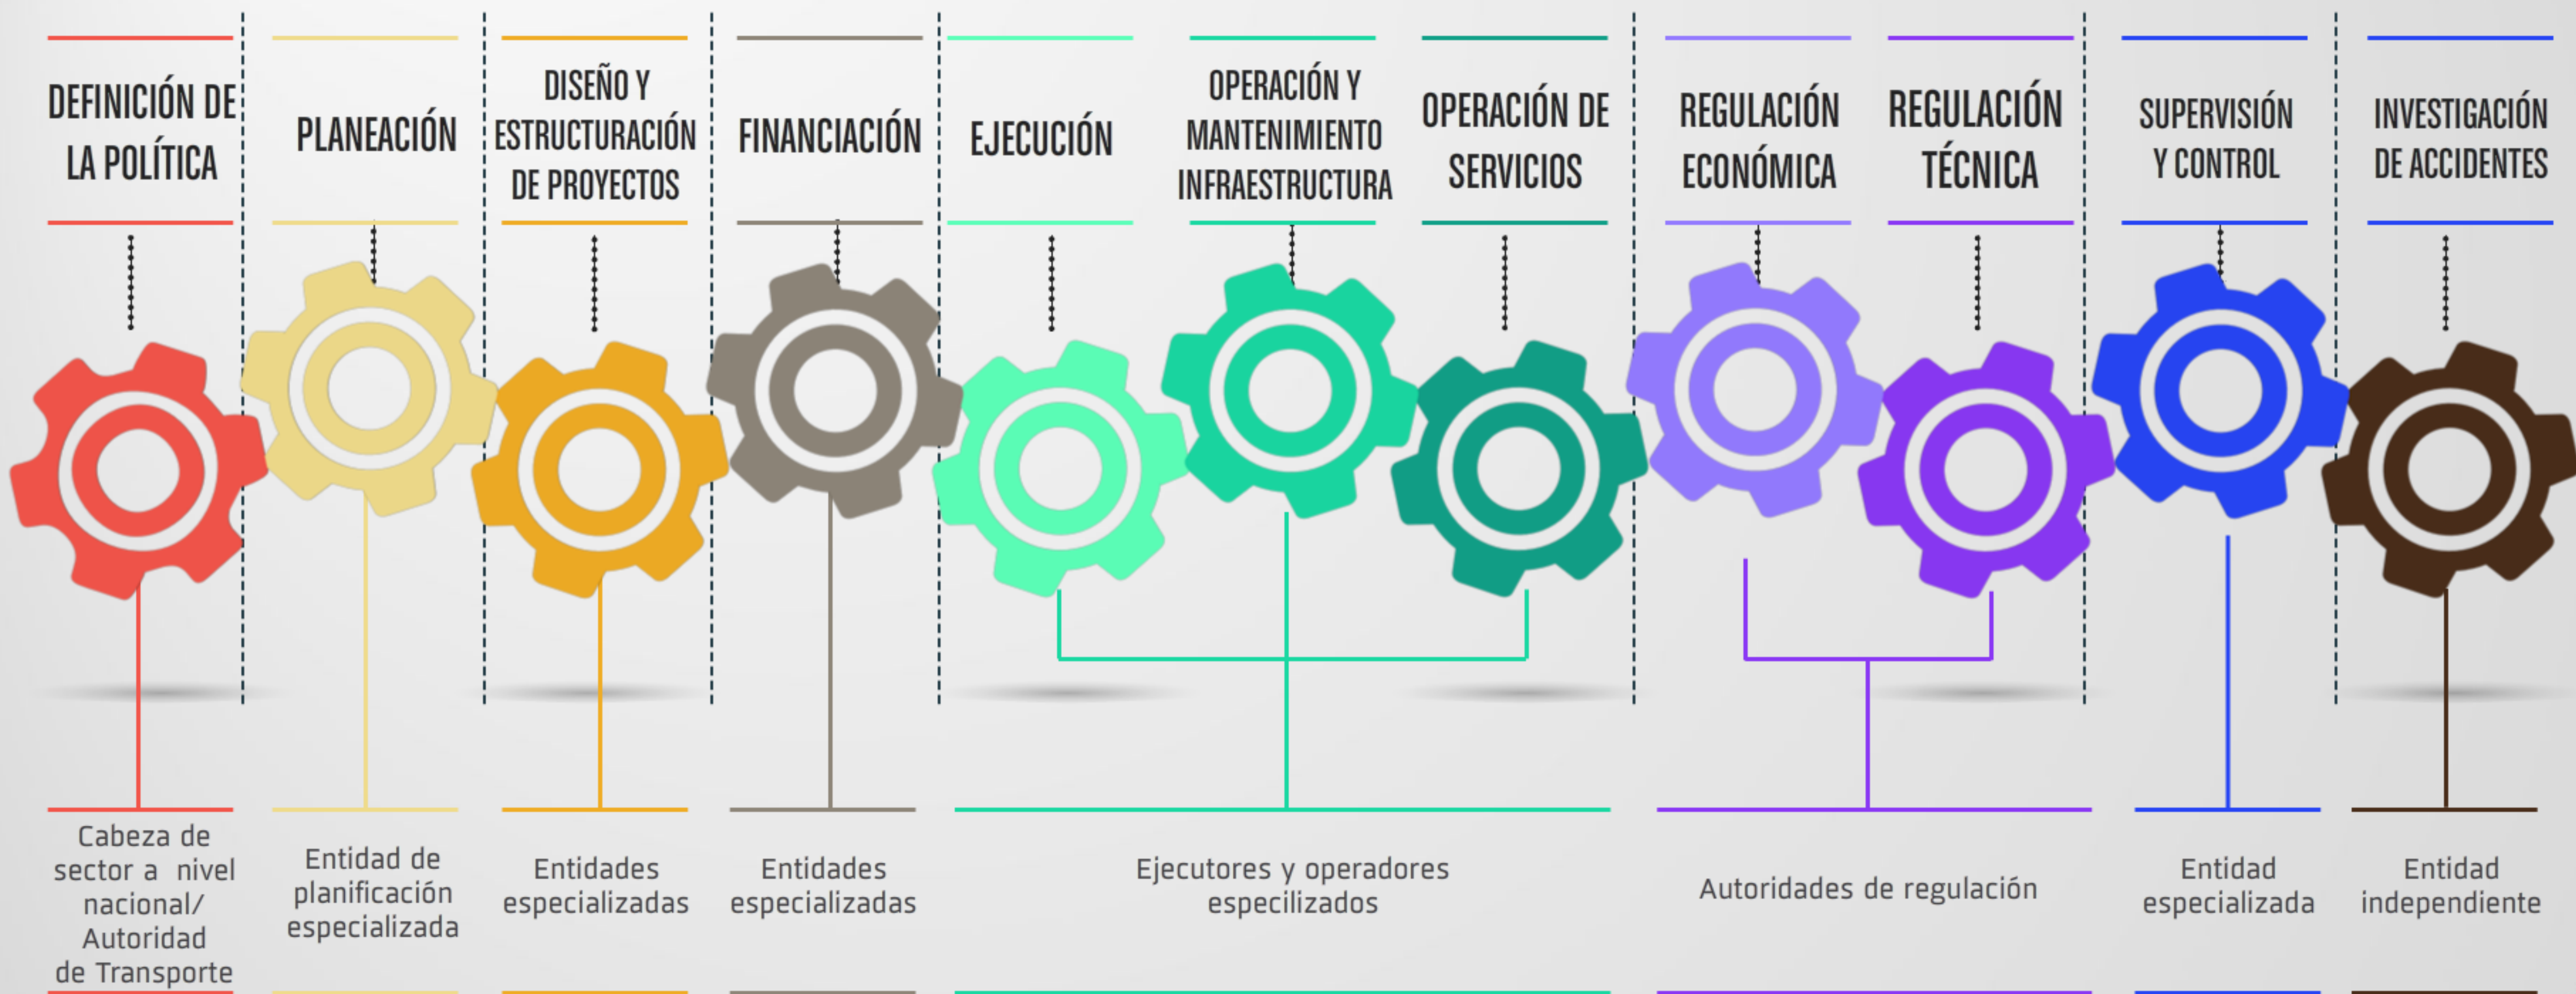 DEFINICIÓN DE
LA POLÍTICA
PLANEACIÓN
DISEÑO Y
ESTRUCTURACIÓN
DE PROYECTOS
FINANCIACIÓN
EJECUCIÓN
OPERACIÓN Y
MANTENIMIENTO
INFRAESTRUCTURA
OPERACIÓN DE
SERVICIOS
REGULACIÓN
ECONÓMICA
REGULACIÓN
TÉCNICA
SUPERVISIÓN
Y CONTROL
INVESTIGACIÓN
DE ACCIDENTES
Cabeza de
sector a nivel
nacional/
Autoridad
de Transporte
Entidad de
planificación
especializada
Entidades
especializadas
Entidades
especializadas
Ejecutores y operadores
especilizados
Autoridades de regulación
Entidad
especializada
Entidad
independiente